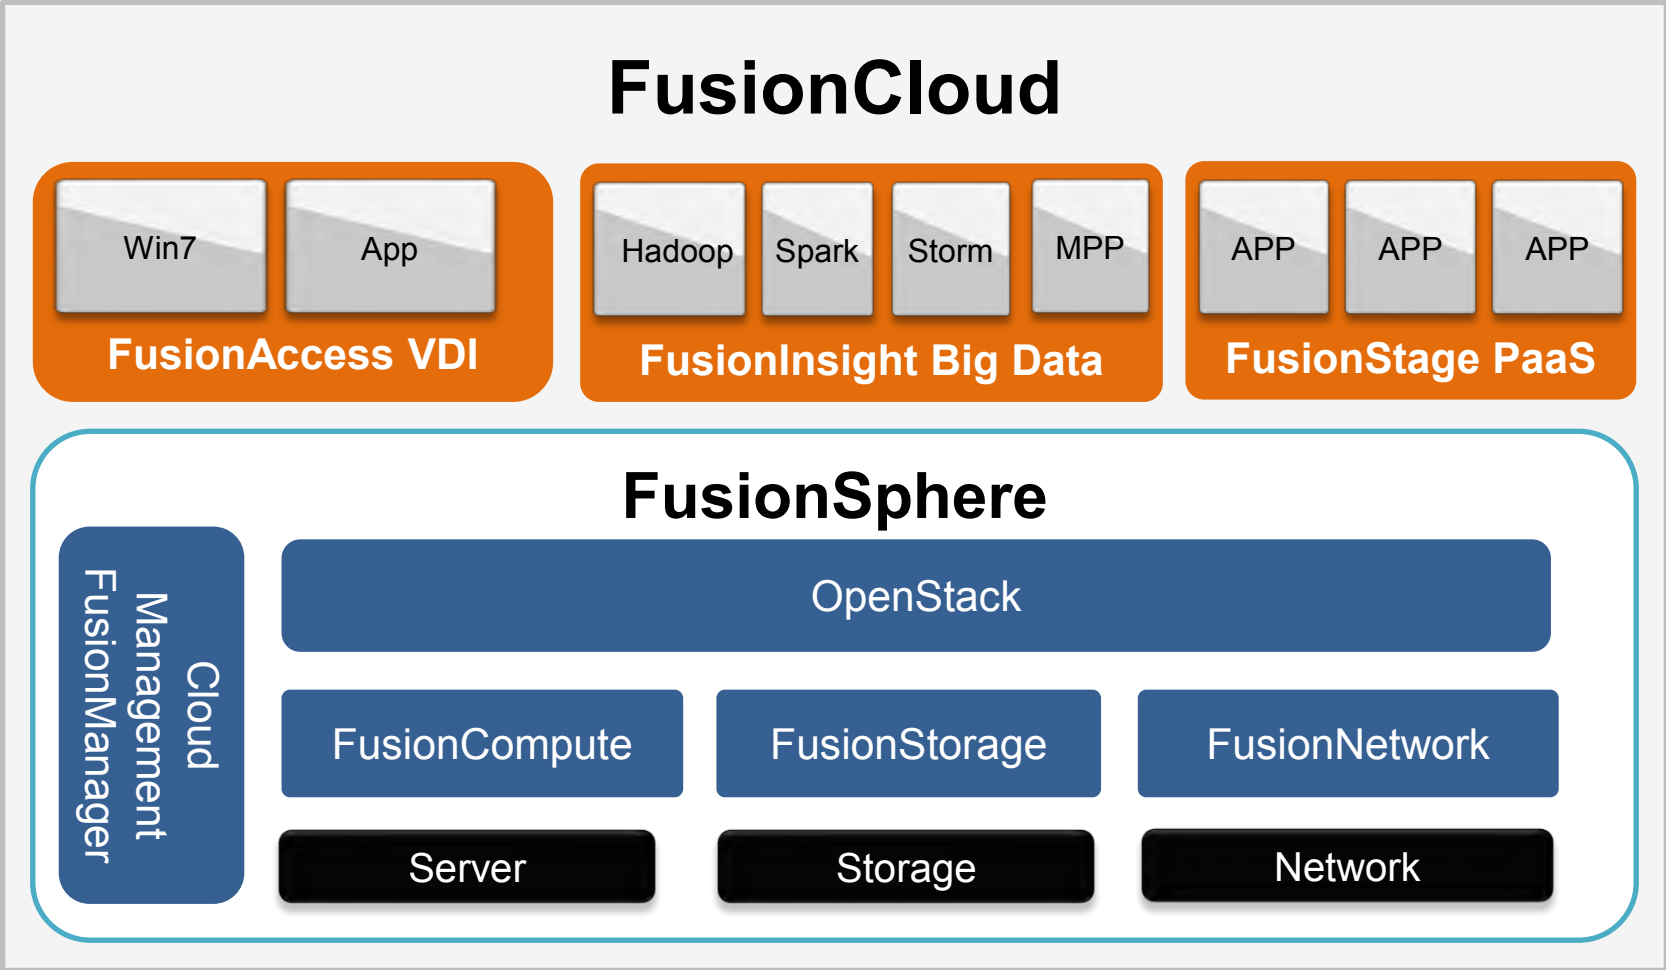 FusionCloud
Win7
App
FusionAccess VDI
Hadoop
Spark
Storm
MPP
FusionInsight Big Data
APP
APP
APP
FusionStage PaaS
FusionSphere
Cloud
Management
FusionManager
OpenStack
FusionCompute
FusionStorage
FusionNetwork
Server
Storage
Network